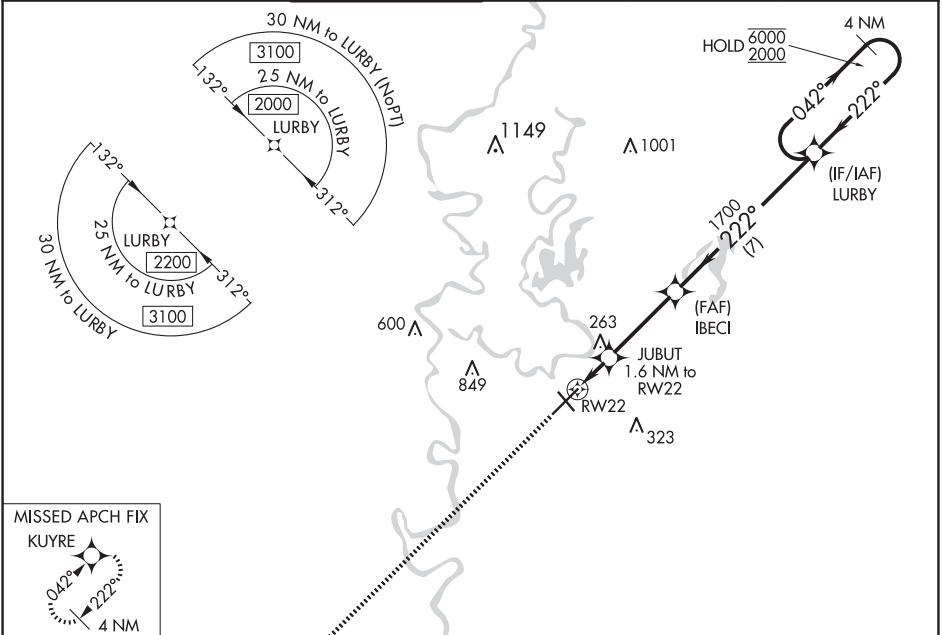 30 NM to LURBY (NoPT)
3100
25 NM to LURBY
2000
132°
LURBY
312°
132°
LURBY
2200
25 NM to LURBY
312°
3100
30 NM to LURBY
4 NM
HOLD 6000
2000
042°
222°
(IF/IAF)
LURBY
1149
1001
1700
222°
(7)
(FAF)
IBECI
263
600
849
JUBUT
1.6 NM to
RW22
RW22
323
MISSED APCH FIX
KUYRE
042°
222°
4 NM